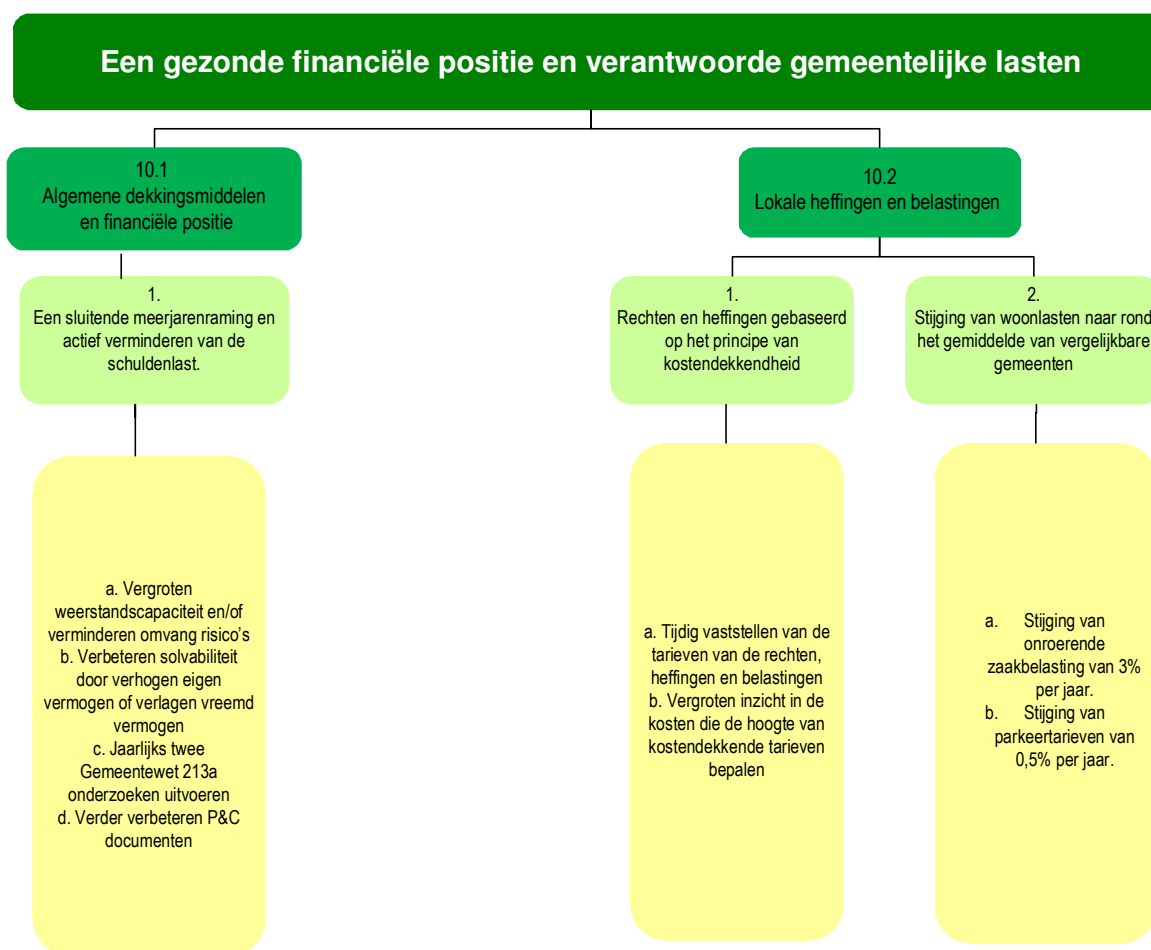 Een gezonde financiële positie en verantwoorde gemeentelijke lasten
10.1
Algemene dekkingsmiddelen
en financiële positie
10.2
Lokale heffingen en belastingen
1.
Een sluitende meerjarenraming en
actief verminderen van de
schuldenlast.
1.
Rechten en heffingen gebaseerd
op het principe van
kostendekkendheid
2.
Stijging van woonlasten naar rond
het gemiddelde van vergelijkbare
gemeenten
a. Vergroten
weerstandscapaciteit en/of
verminderen omvang risico's
b. Verbeteren solvabiliteit
door verhogen eigen
vermogen of verlagen vreemd
vermogen
c. Jaarlijks twee
Gemeentewet 213a
onderzoeken uitvoeren
d. Verder verbeteren P&C
documenten
a. Tijdig vaststellen van de
tarieven van de rechten,
heffingen en belastingen
b. Vergroten inzicht in de
kosten die de hoogte van
kostendekkende tarieven
bepalen
a. Stijging van
onroerende
zaakbelasting van 3%
per jaar.
b. Stijging van
parkeertarieven van
0,5% per jaar.